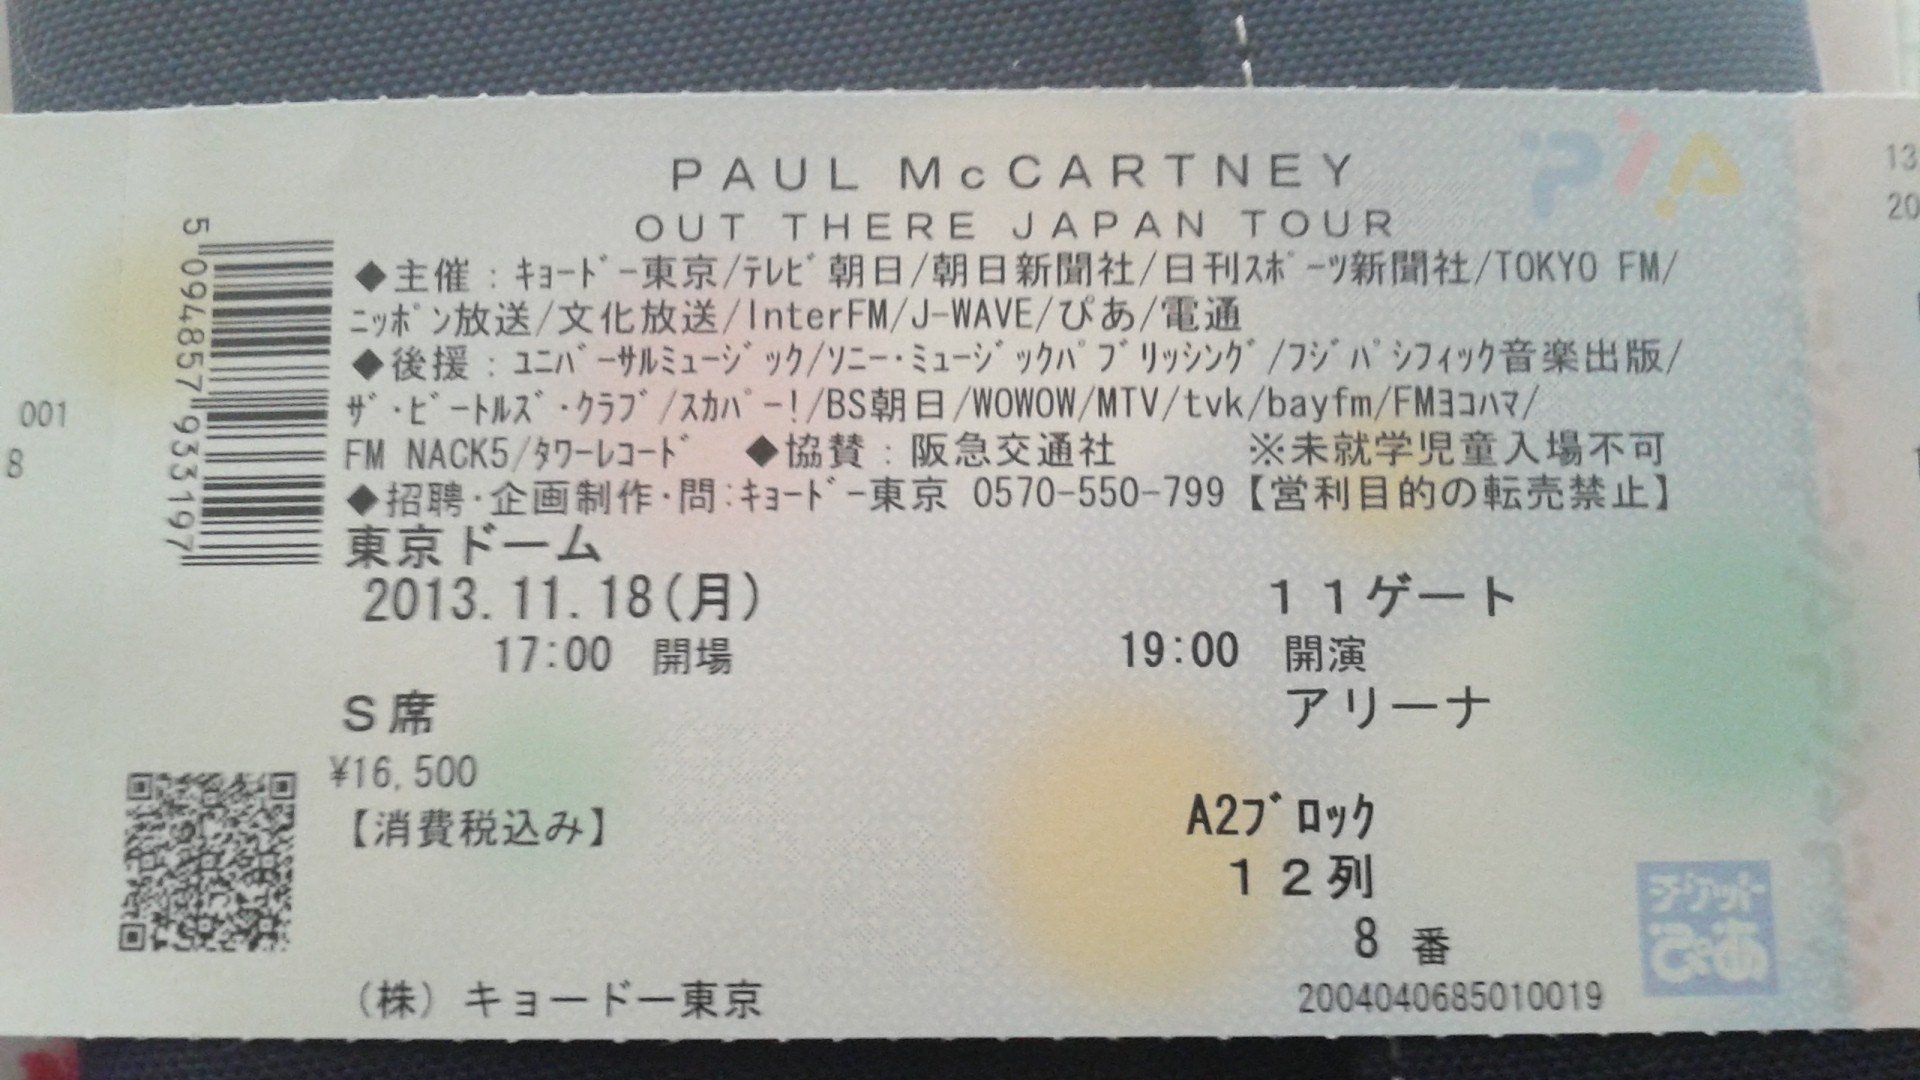 PAUL McCARTNEY
OUT THERE JAPAN TOUR
◆主催：ｷｮｰﾄﾞｰ東京/ﾃﾚﾋﾞ朝日/朝日新聞社/日刊ｽﾎﾟｰﾂ新聞社/TOKYO FM/
ﾆｯﾎﾟﾝ放送/文化放送/InterFM/J-WAVE/ぴあ/電通
◆後援：ﾕﾆﾊﾞｰｻﾙﾐｭｰｼﾞｯｸ/ｿﾆｰ･ﾐｭｰｼﾞｯｸﾊﾟﾌﾞﾘｯｼﾝｸﾞ/ﾌｼﾞﾊﾟｼﾌｨｯｸ音楽出版/
ｻﾞ･ﾋﾞｰﾄﾙｽﾞ･ｸﾗﾌﾞ/ｽｶﾊﾟｰ!/BS朝日/WOWOW/MTV/tvk/bayfm/FMﾖｺﾊﾏ/
FM NACK5/ﾀﾜｰﾚｺｰﾄﾞ ◆協賛：阪急交通社 ※未就学児童入場不可
◆招聘･企画制作･問:ｷｮｰﾄﾞｰ東京 0570-550-799【営利目的の転売禁止】
東京ドーム
2013.11.18(月) １１ゲート
17:00 開場 19:00 開演
Ｓ席 アリーナ
¥16,500
【消費税込み】
A2ﾌﾞﾛｯｸ
１２列
8 番
(株) キョードー東京
2004040685010019
5 094857 933197
001
8
PIA
チケット
ぴあ
13
20